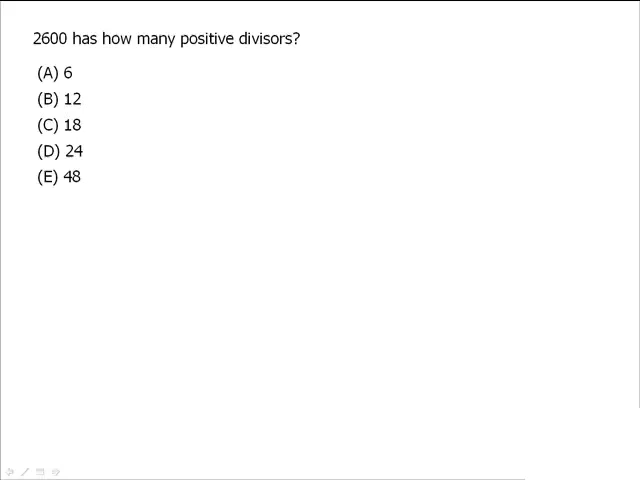 2600 has how many positive divisors?
(A) 6
(B) 12
(C) 18
(D) 24
(E) 48